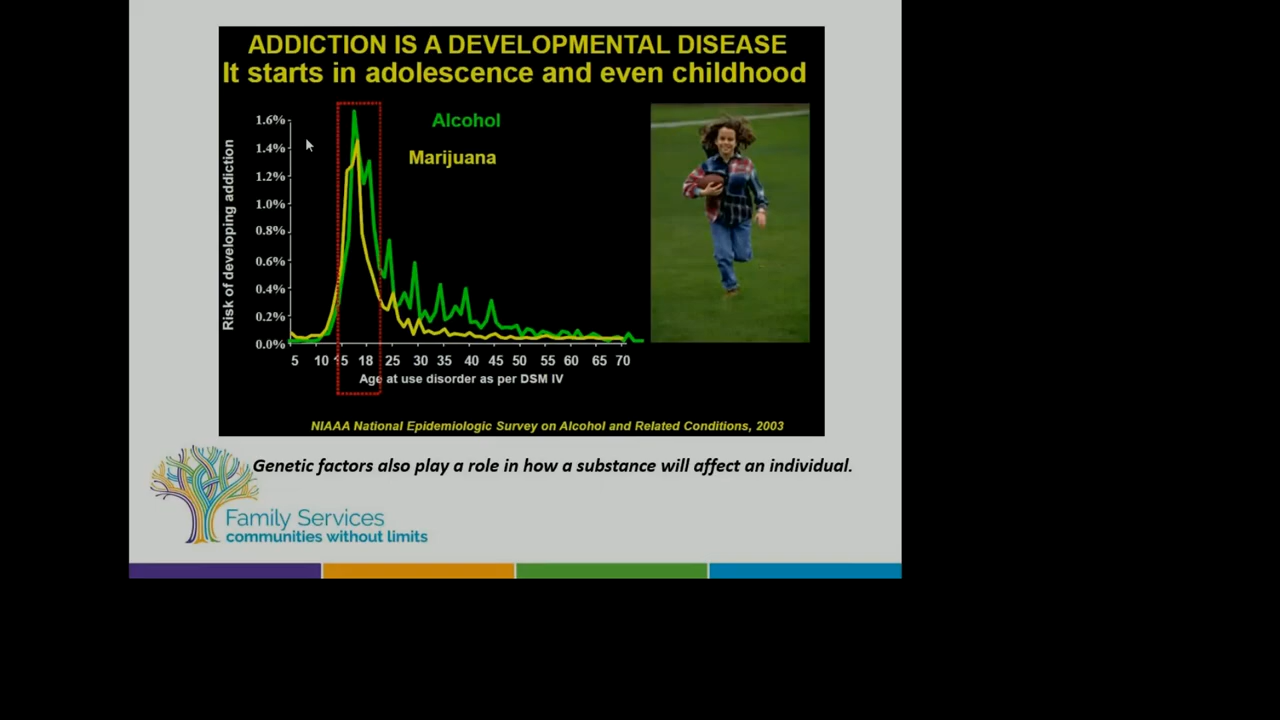 ADDICTION IS A DEVELOPMENTAL DISEASE
It starts in adolescence and even childhood
Risk of developing addiction
1.6%
1.4%
1.2%
1.0%
0.8%
0.6%
0.4%
0.2%
0.0%
Alcohol
Marijuana
5 10 15 18 25 30 35 40 45 50 55 60 65 70
Age at use disorder as per DSM IV
NIAAA National Epidemiologic Survey on Alcohol and Related Conditions, 2003
Genetic factors also play a role in how a substance will affect an individual.
Family Services
communities without limits